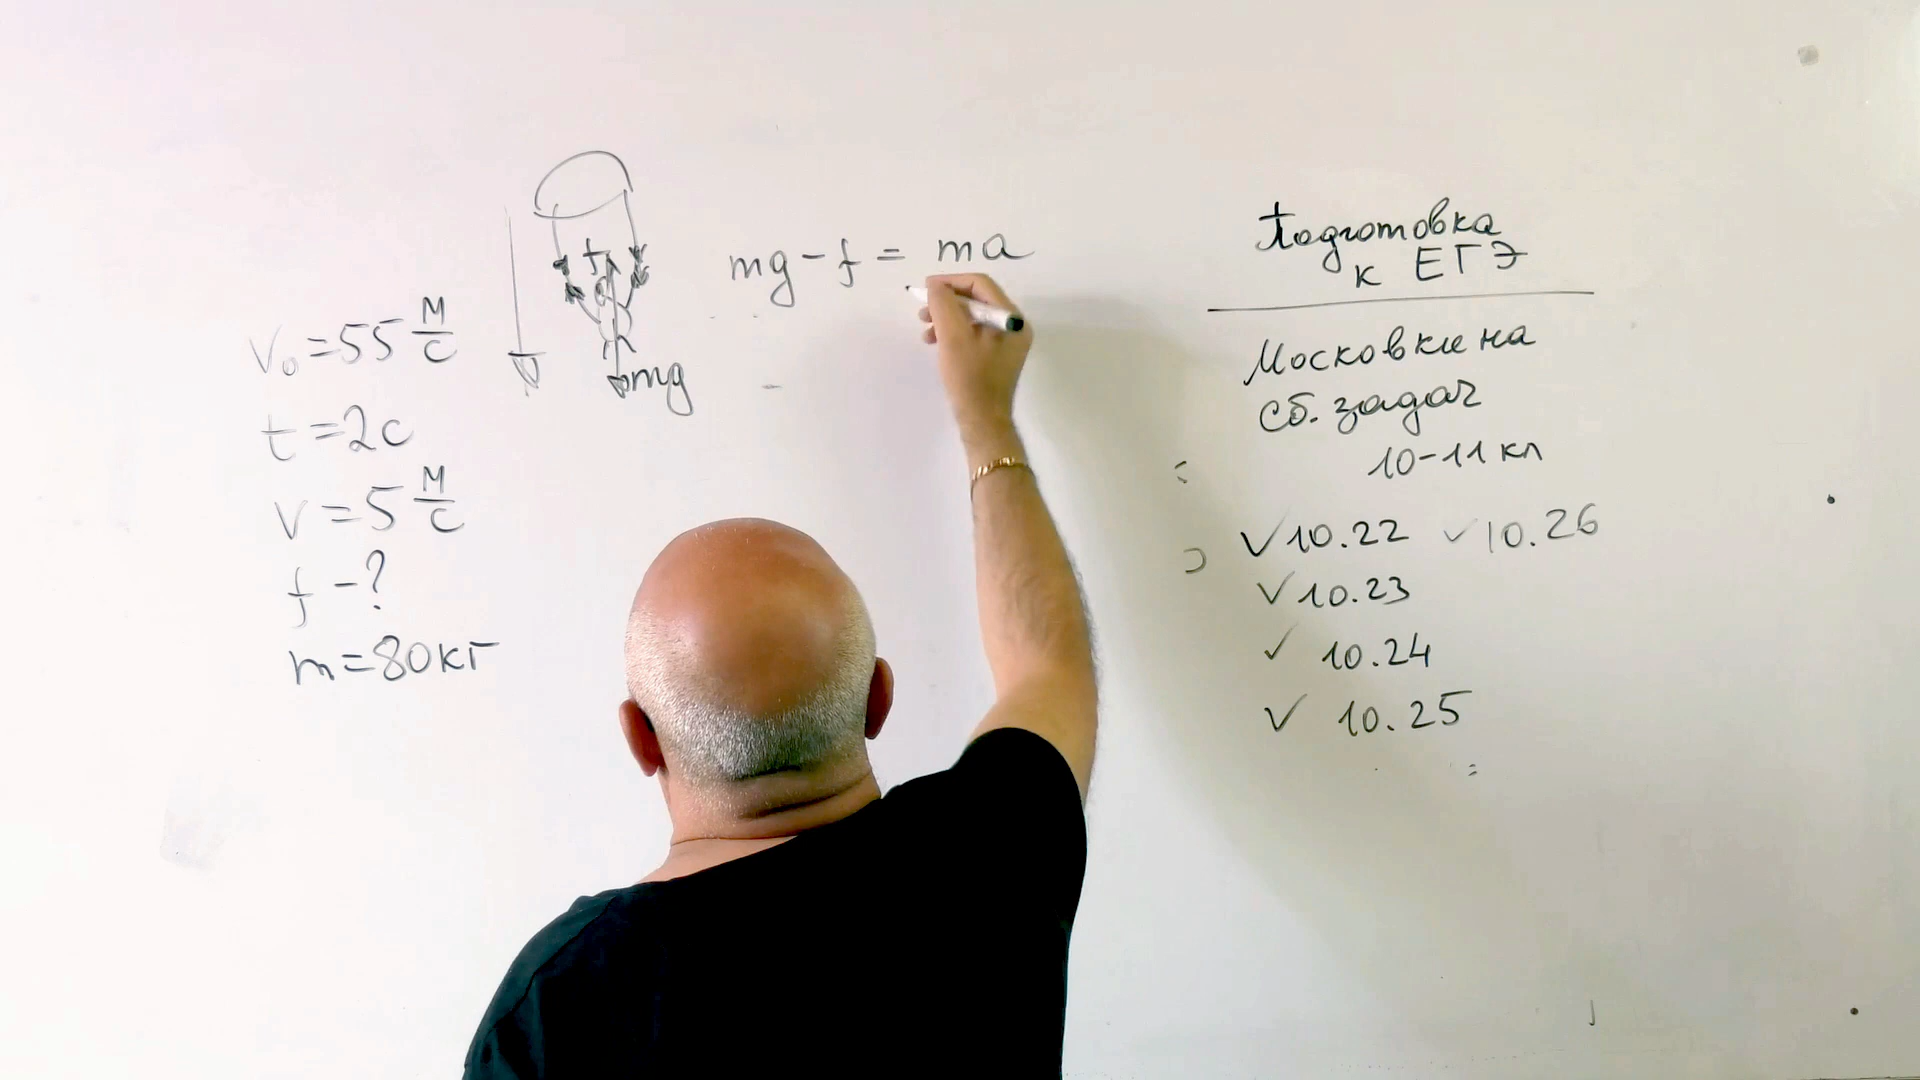 V₀ = 55 м/с
t = 2с
V = 5 м/с
f - ?
m = 80кг
f
mg
mg - f = ma
Подготовка
к ЕГЭ
Московкина
Сб. задач
10-11 кл
✓10.22 ✓10.26
✓10.23
✓ 10.24
✓ 10.25